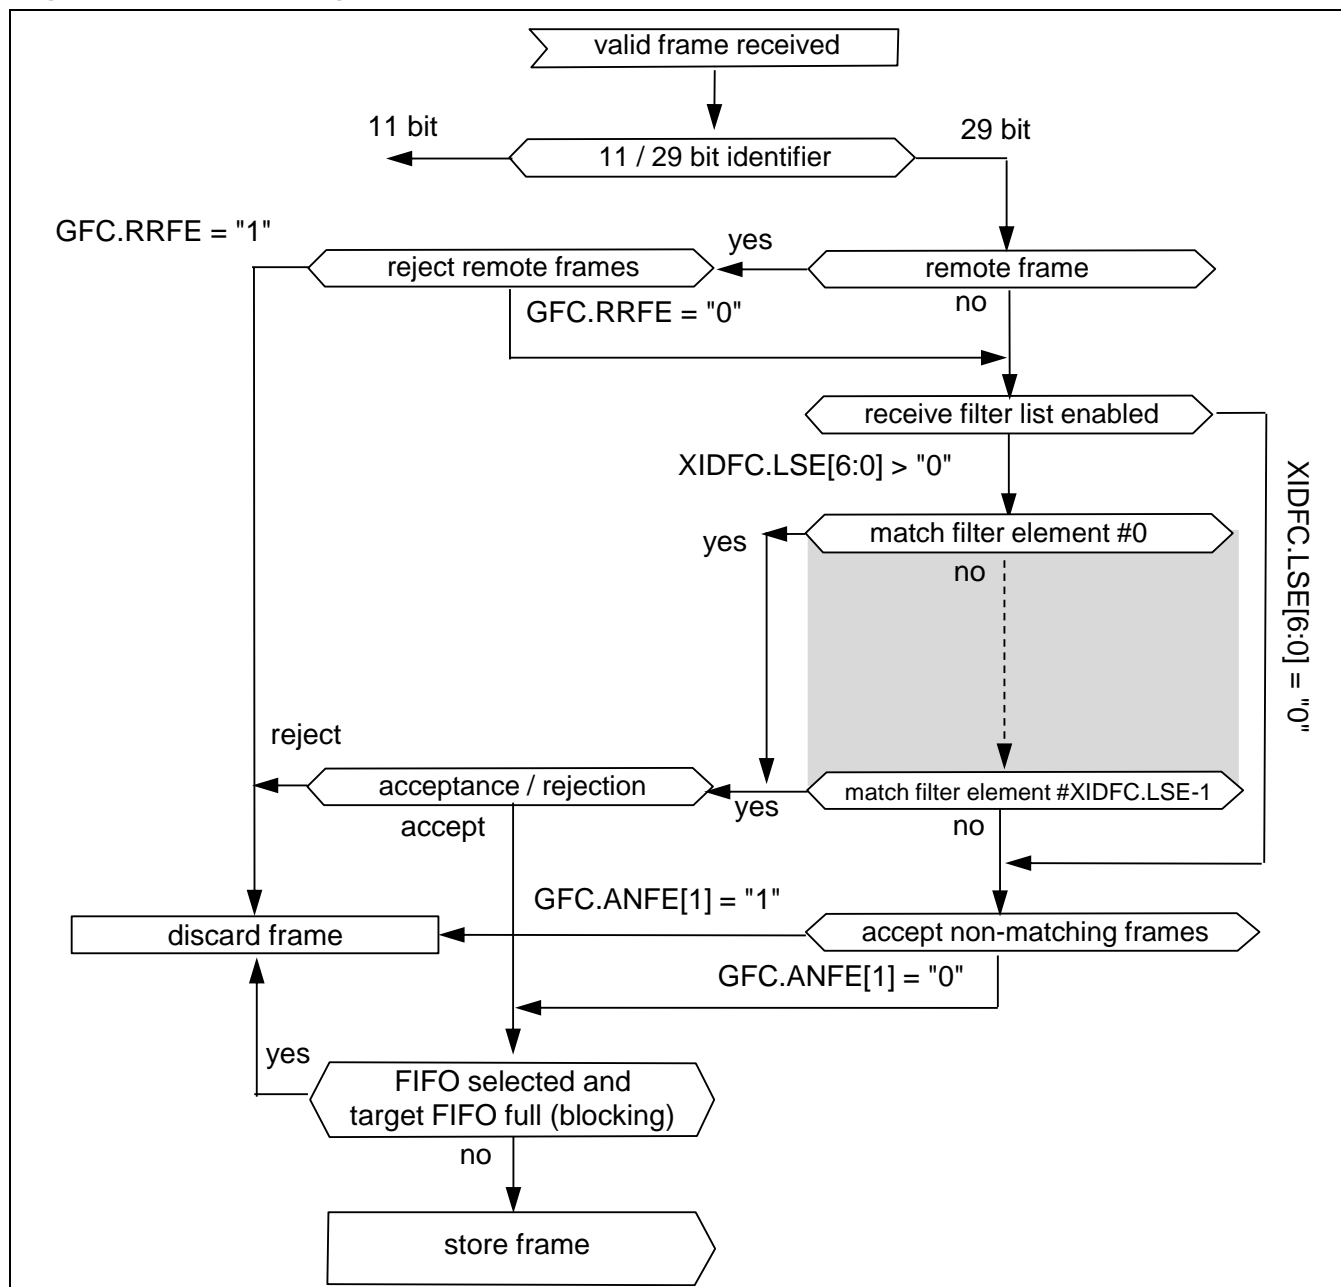 valid frame received
11 bit
29 bit
11 / 29 bit identifier
GFC.RRFE = "1"
yes
reject remote frames
remote frame
GFC.RRFE = "0"
no
receive filter list enabled
XIDFC.LSE[6:0] > "0"
XIDFC.LSE[6:0] = "0"
yes
match filter element #0
no
reject
acceptance / rejection
yes
match filter element #XIDFC.LSE-1
accept
no
GFC.ANFE[1] = "1"
discard frame
accept non-matching frames
GFC.ANFE[1] = "0"
yes
FIFO selected and
target FIFO full (blocking)
no
store frame